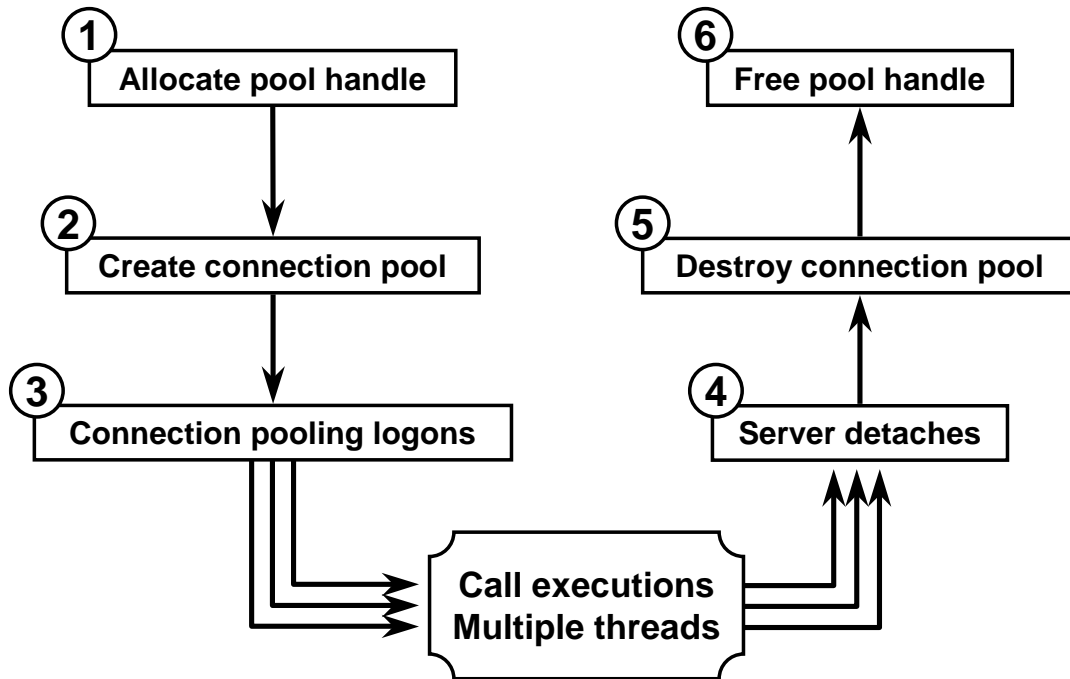 1
Allocate pool handle
2
Create connection pool
3
Connection pooling logons
Call executions
Multiple threads
4
Server detaches
5
Destroy connection pool
6
Free pool handle